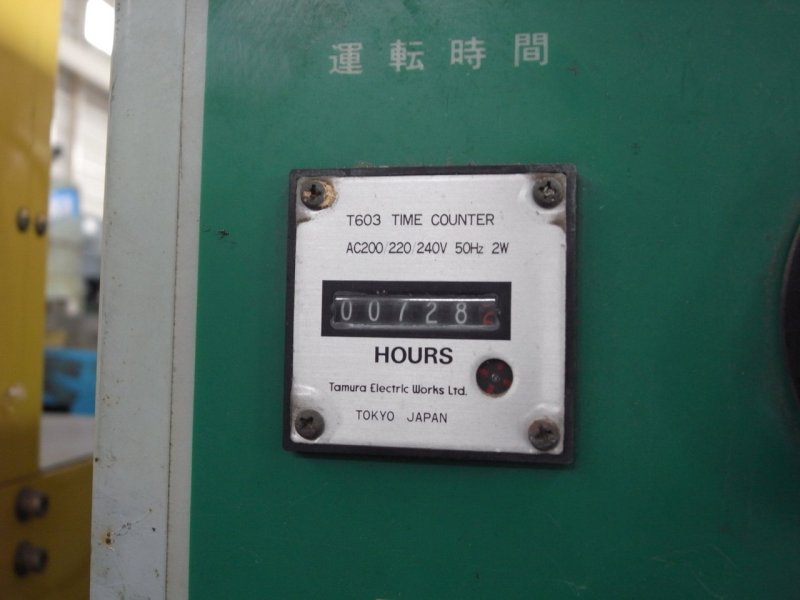 運転時間
T603 TIME COUNTER
AC200/220/240V 50Hz 2W
007282
HOURS
Tamura Electric Works Ltd.
TOKYO JAPAN